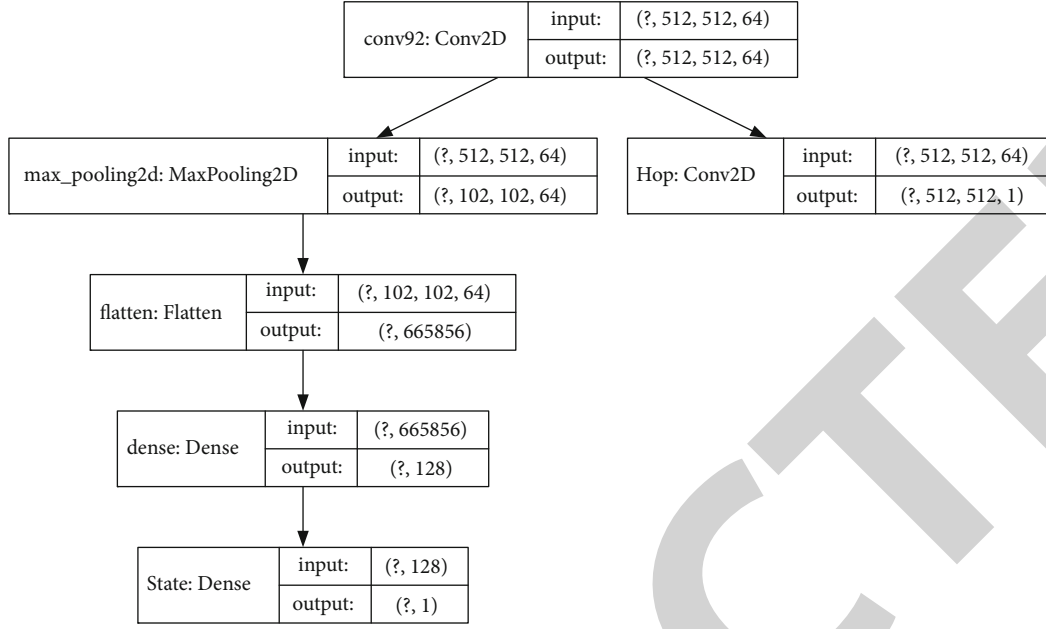 conv92: Conv2D
input: (?, 512, 512, 64)
output: (?, 512, 512, 64)
max_pooling2d: MaxPooling2D
input: (?, 512, 512, 64)
output: (?, 102, 102, 64)
Hop: Conv2D
input: (?, 512, 512, 64)
output: (?, 512, 512, 1)
flatten: Flatten
input: (?, 102, 102, 64)
output: (?, 665856)
dense: Dense
input: (?, 665856)
output: (?, 128)
State: Dense
input: (?, 128)
output: (?, 1)
CTE